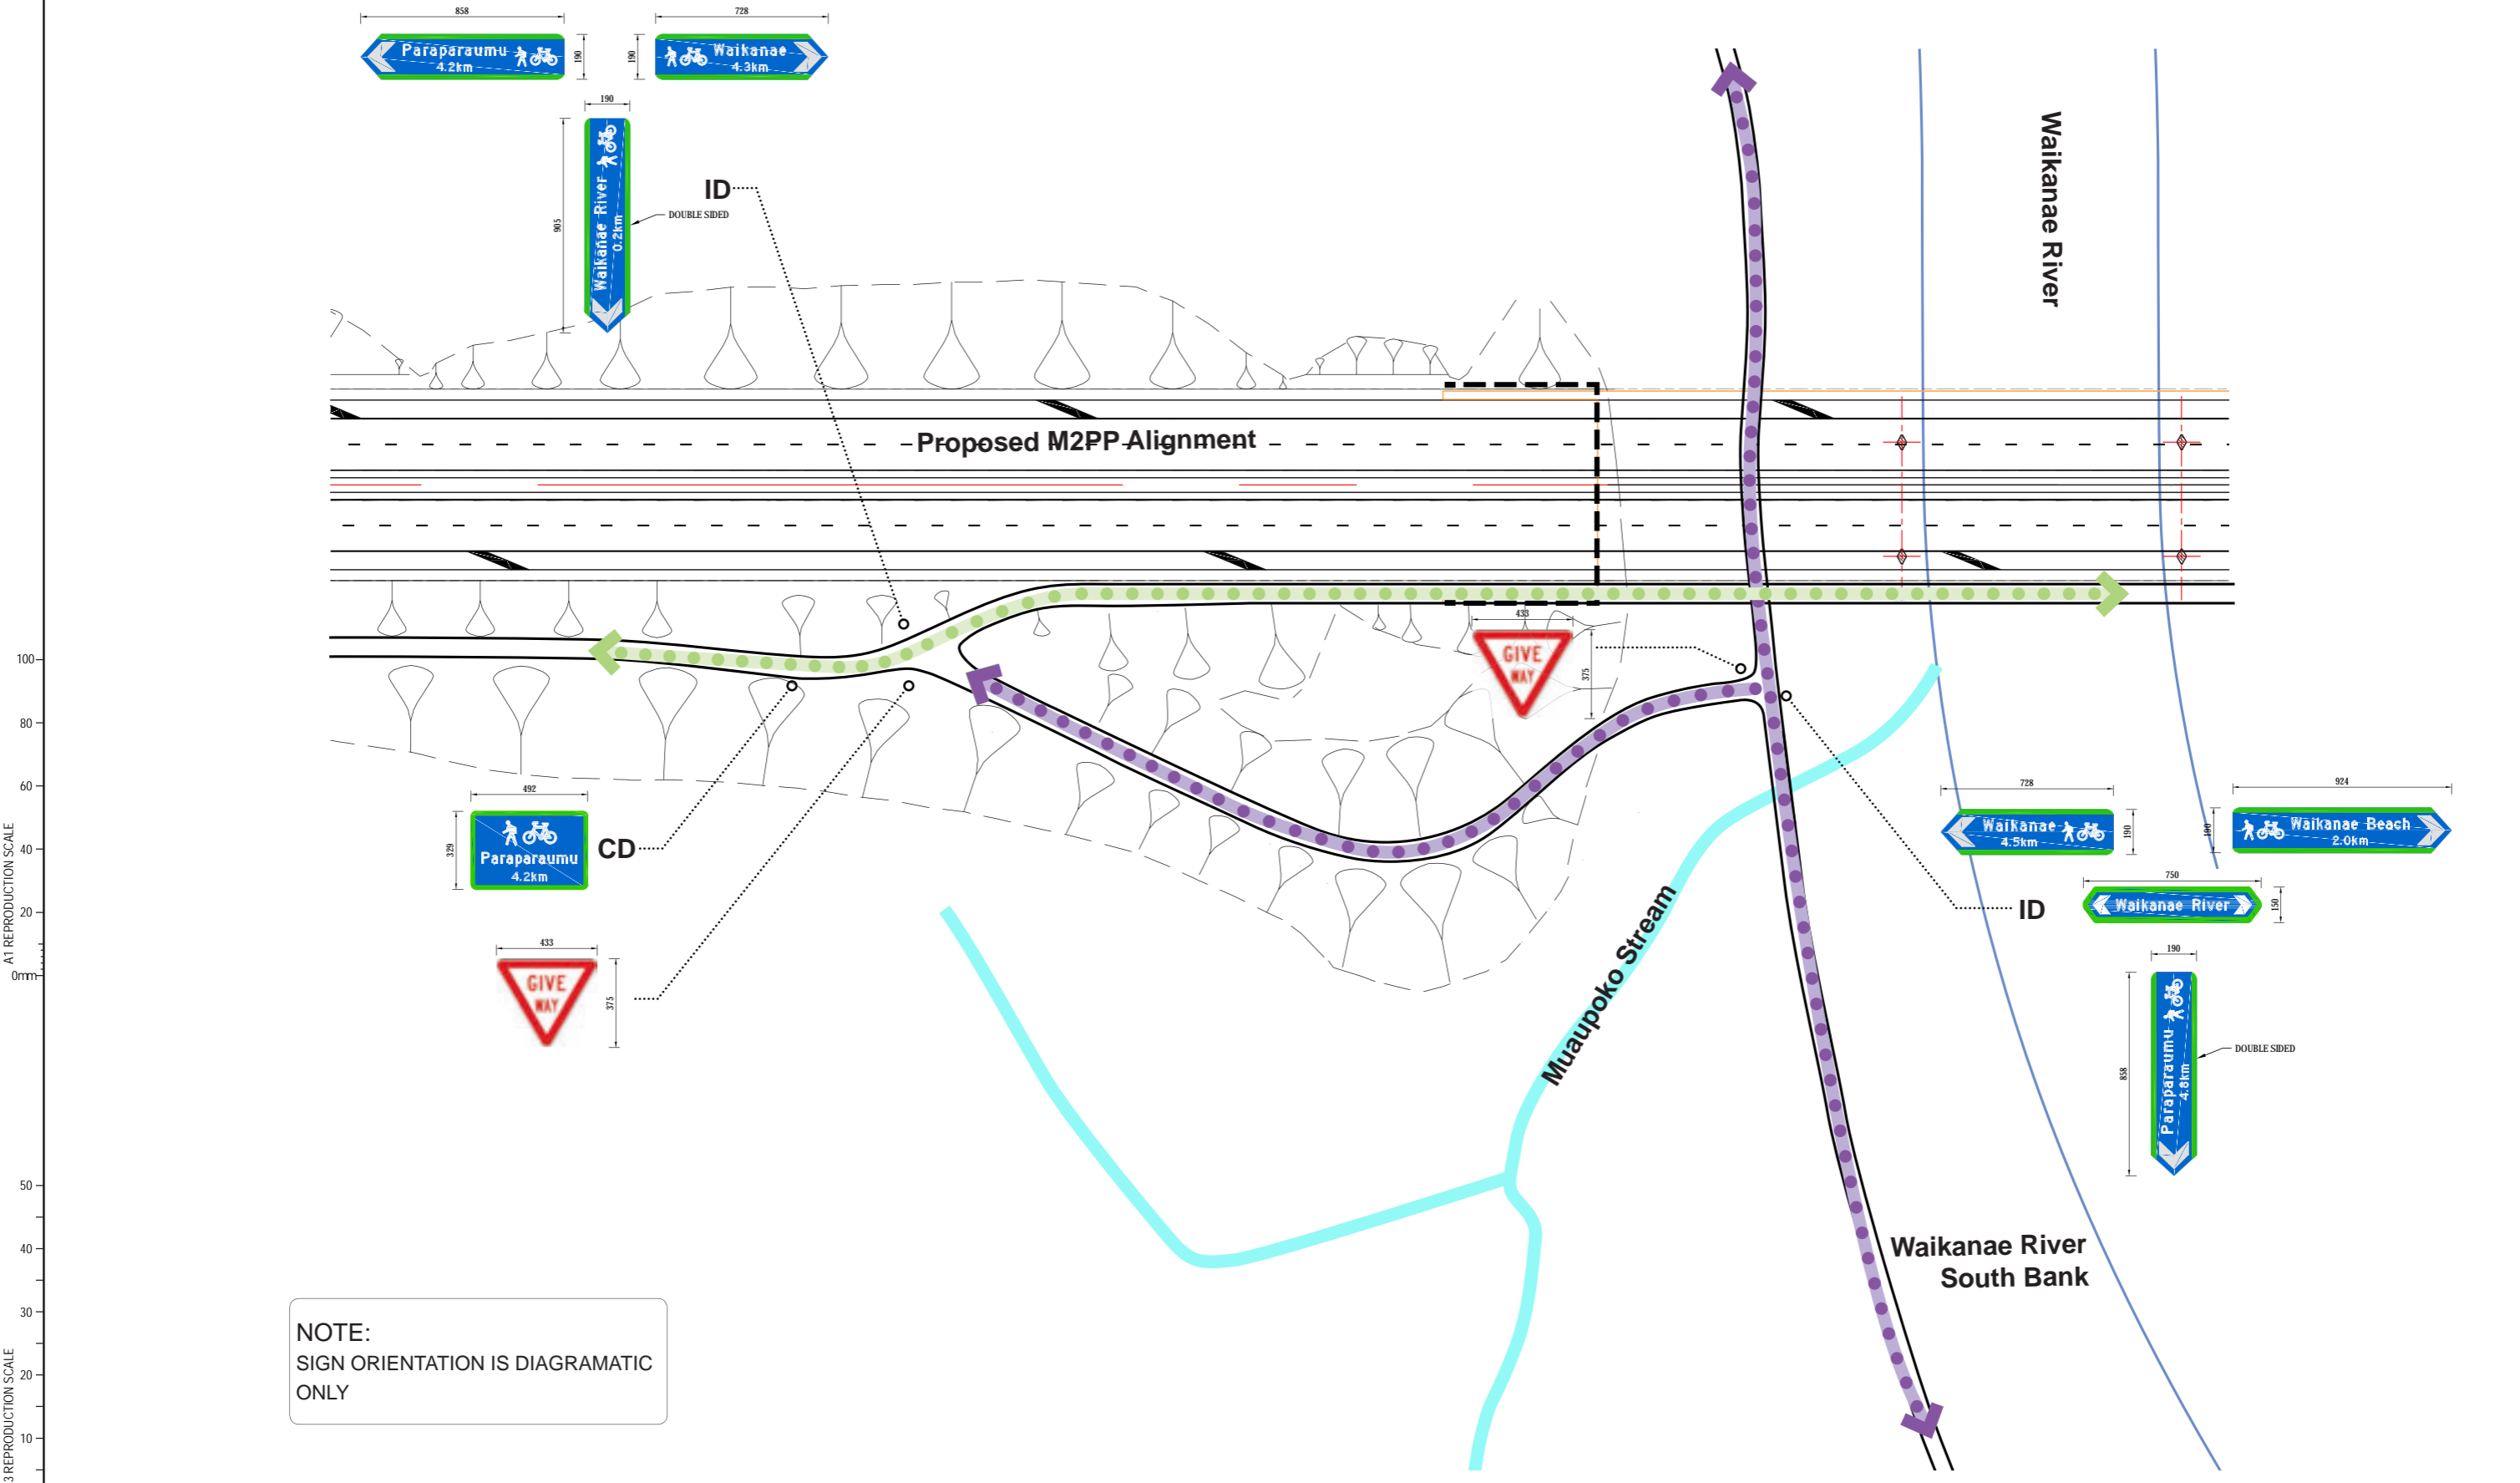 858
728
Paraparaumu
4.2km
190
190
Waikanae
4.3km
190
905
Waikanae River
0.2km
DOUBLE SIDED
ID
Waikanae River
Proposed M2PP Alignment
433
GIVE
WAY
375
492
329
Paraparaumu
4.2km
CD
433
GIVE
WAY
375
728
Waikanae
4.5km
190
924
190
Waikanae Beach
2.0km
750
Waikanae River
150
ID
190
858
Paraparaumu
4.8km
DOUBLE SIDED
Muaupoko Stream
Waikanae River
South Bank
NOTE:
SIGN ORIENTATION IS DIAGRAMATIC
ONLY
100
80
60
40
20
0mm
A1 REPRODUCTION SCALE
50
40
30
20
10
3 REPRODUCTION SCALE